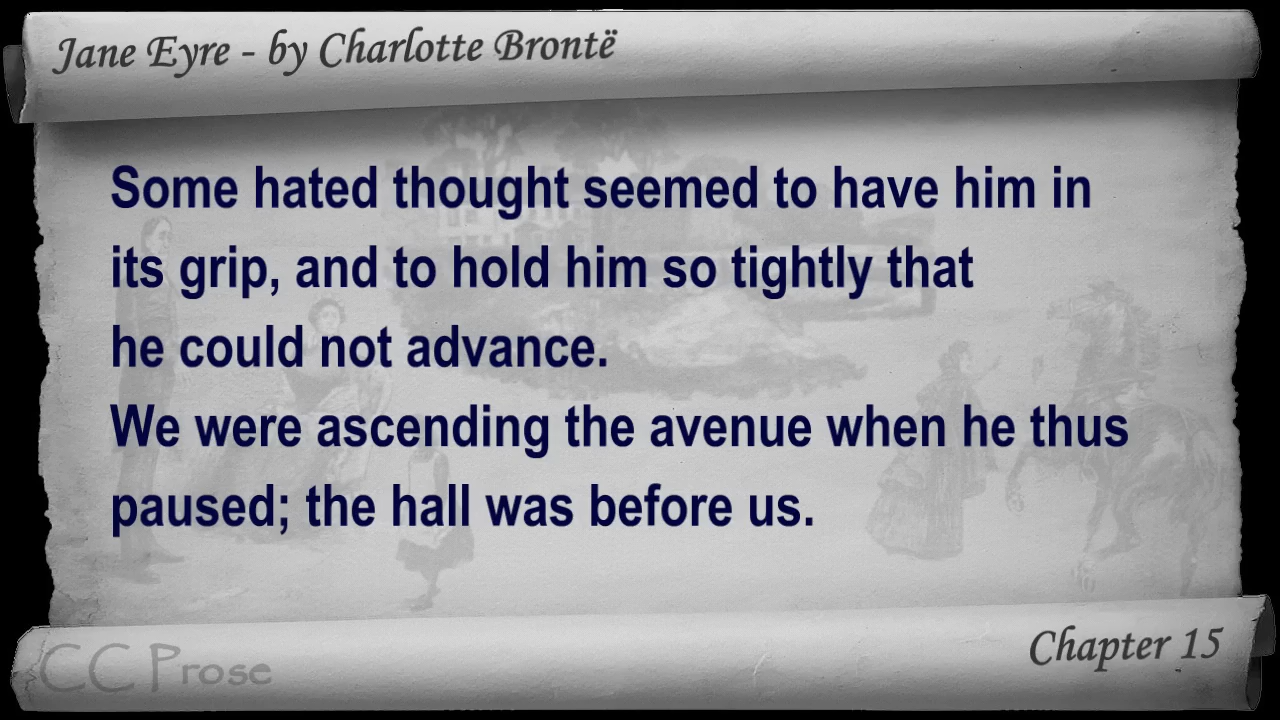 Jane Eyre - by Charlotte Brontë
Some hated thought seemed to have him in
its grip, and to hold him so tightly that
he could not advance.
We were ascending the avenue when he thus
paused; the hall was before us.
CC Prose
Chapter 15